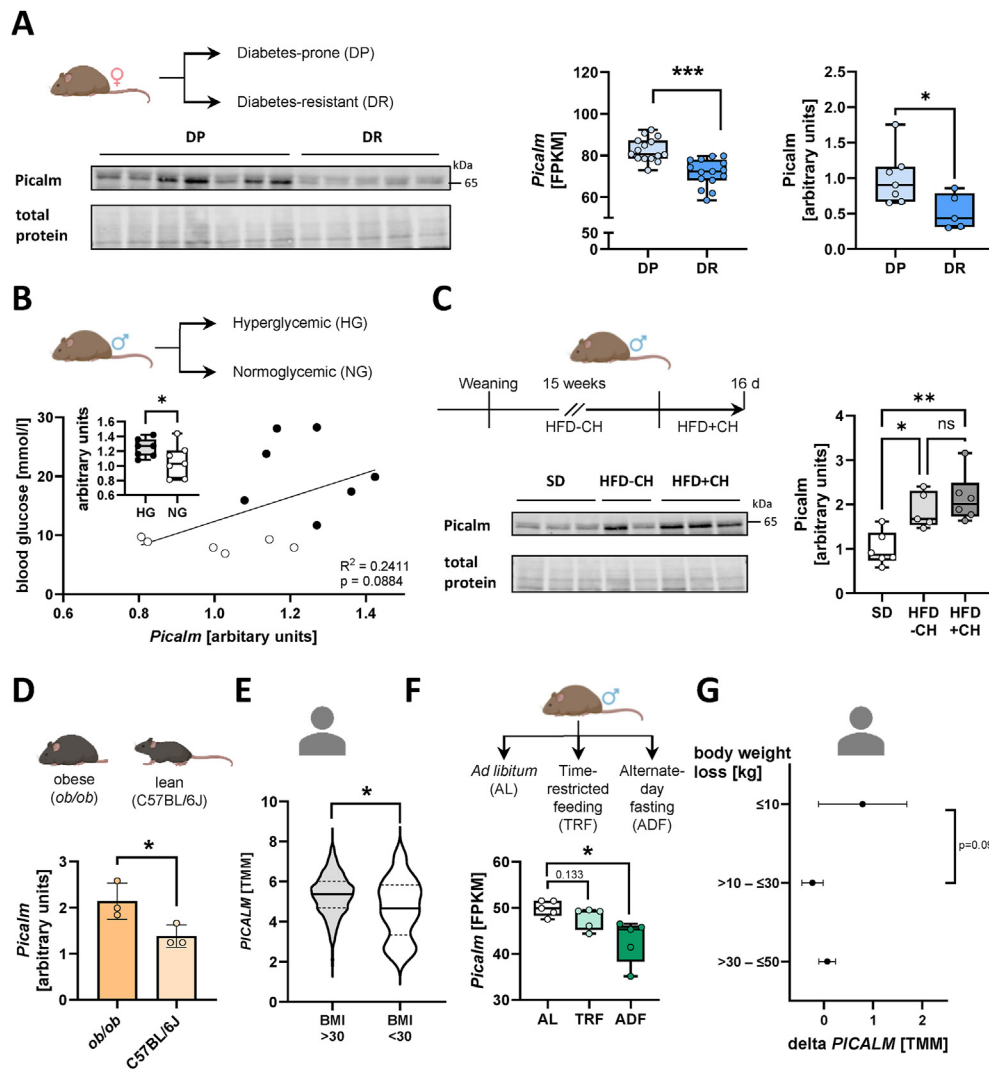 A
♀
Diabetes-prone (DP)
Diabetes-resistant (DR)
DP
DR
kDa
Picalm
65
total
protein
Picalm
[FPKM]
120
100
80
60
50
0
***
DP
DR
Picalm
[arbitrary units]
2.5
2.0
1.5
1.0
0.5
0.0
*
DP
DR
B
♂
Hyperglycemic (HG)
Normoglycemic (NG)
blood glucose [mmol/l]
30
20
10
0
arbitrary units
1.6
1.4
1.2
1.0
0.8
0.6
*
HG
NG
R2 = 0.2411
p = 0.0884
0.6
0.8
1.0
1.2
1.4
Picalm [arbitary units]
C
♂
Weaning
15 weeks
16 d
HFD-CH
HFD+CH
SD
HFD-CH
HFD+CH
kDa
Picalm
65
total
protein
Picalm
[arbitrary units]
4
3
2
1
0
**
*
ns
SD
HFD
-CH
HFD
+CH
D
obese
(ob/ob)
lean
(C57BL/6J)
Picalm
[arbitrary units]
3
2
1
0
*
ob/ob
C57BL/6J
E
PICALM [TMM]
10
8
6
4
2
0
*
BMI
>30
BMI
<30
F
♂
Ad libitum
(AL)
Time-
restricted
feeding
(TRF)
Alternate-
day
fasting
(ADF)
Picalm [FPKM]
60
50
40
30
*
0.133
AL
TRF
ADF
G
body weight
loss [kg]
≤10
>10 – ≤30
>30 – ≤50
p=0.09
0
1
2
delta PICALM [TMM]